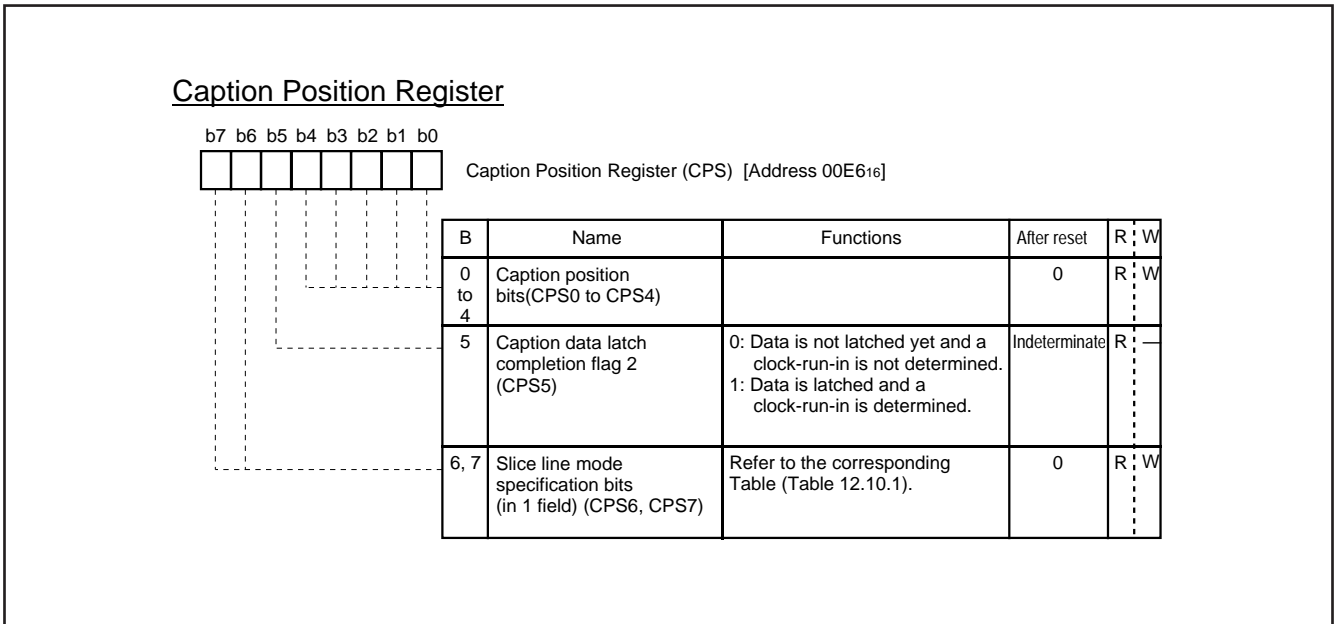 Caption Position Register
b7 b6 b5 b4 b3 b2 b1 b0
Caption Position Register (CPS) [Address 00E616]
B Name Functions After reset R W
0 to 4 Caption position bits(CPS0 to CPS4) 0 R W
5 Caption data latch completion flag 2 (CPS5) 0: Data is not latched yet and a clock-run-in is not determined. 1: Data is latched and a clock-run-in is determined. Indeterminate R —
6, 7 Slice line mode specification bits (in 1 field) (CPS6, CPS7) Refer to the corresponding Table (Table 12.10.1). 0 R W